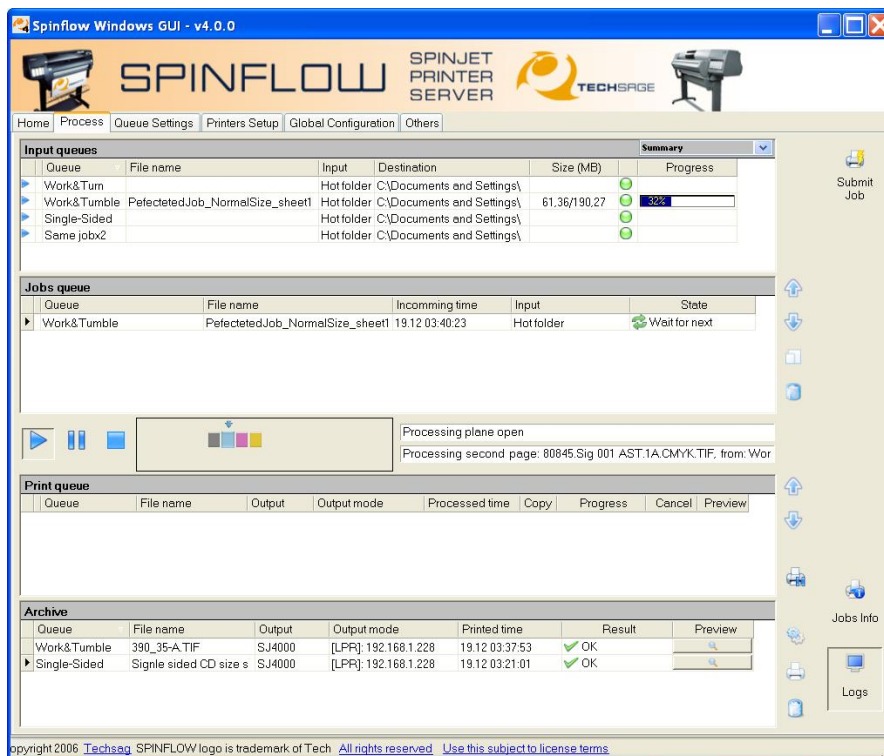 Spinflow Windows GUI - v4.0.0
SPINFLOW SPINJET PRINTER SERVER TECHSAGE
Home Process Queue Settings Printers Setup Global Configuration Others
Input queues Summary
Queue File name Input Destination Size (MB) Progress
Work&Turn Hot folder C:\Documents and Settings\
Work&Tumble PefectetedJob_NormalSize_sheet1 Hot folder C:\Documents and Settings\ 61,36/190,27 32%
Single-Sided Hot folder C:\Documents and Settings\
Same jobx2 Hot folder C:\Documents and Settings\
Submit
Job
Jobs queue
Queue File name Incomming time Input State
Work&Tumble PefectetedJob_NormalSize_sheet1 19.12 03:40:23 Hot folder Wait for next
Processing plane open
Processing second page: 80845.Sig 001 AST.1A.CMYK.TIF, from: Wor
Print queue
Queue File name Output Output mode Processed time Copy Progress Cancel Preview
Archive
Queue File name Output Output mode Printed time Result Preview
Work&Tumble 390_35-A.TIF SJ4000 [LPR]: 192.168.1.228 19.12 03:37:53 OK
Single-Sided Signle sided CD size s SJ4000 [LPR]: 192.168.1.228 19.12 03:21:01 OK
Jobs Info
Logs
opyright 2006 Techsag SPINFLOW logo is trademark of Tech All rights reserved Use this subject to license terms